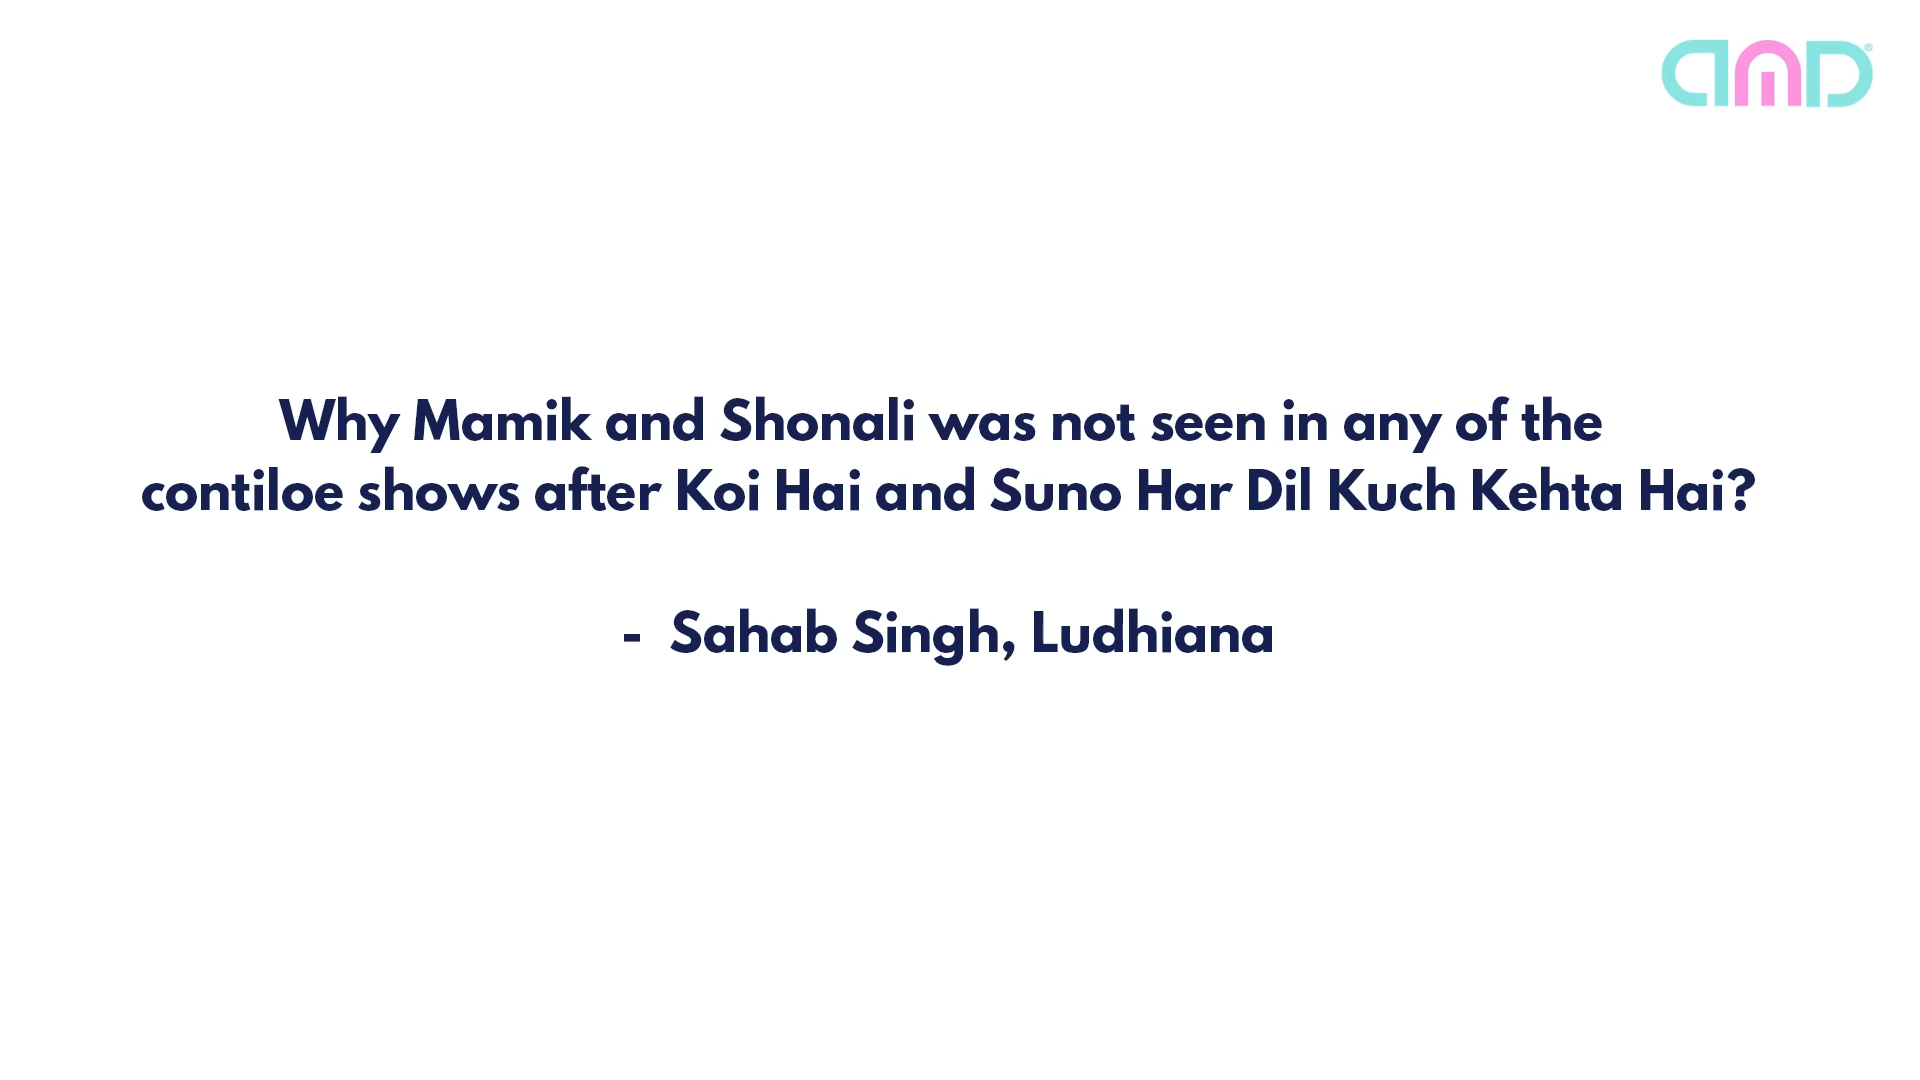 AMD®
Why Mamik and Shonali was not seen in any of the
contiloe shows after Koi Hai and Suno Har Dil Kuch Kehta Hai?
- Sahab Singh, Ludhiana